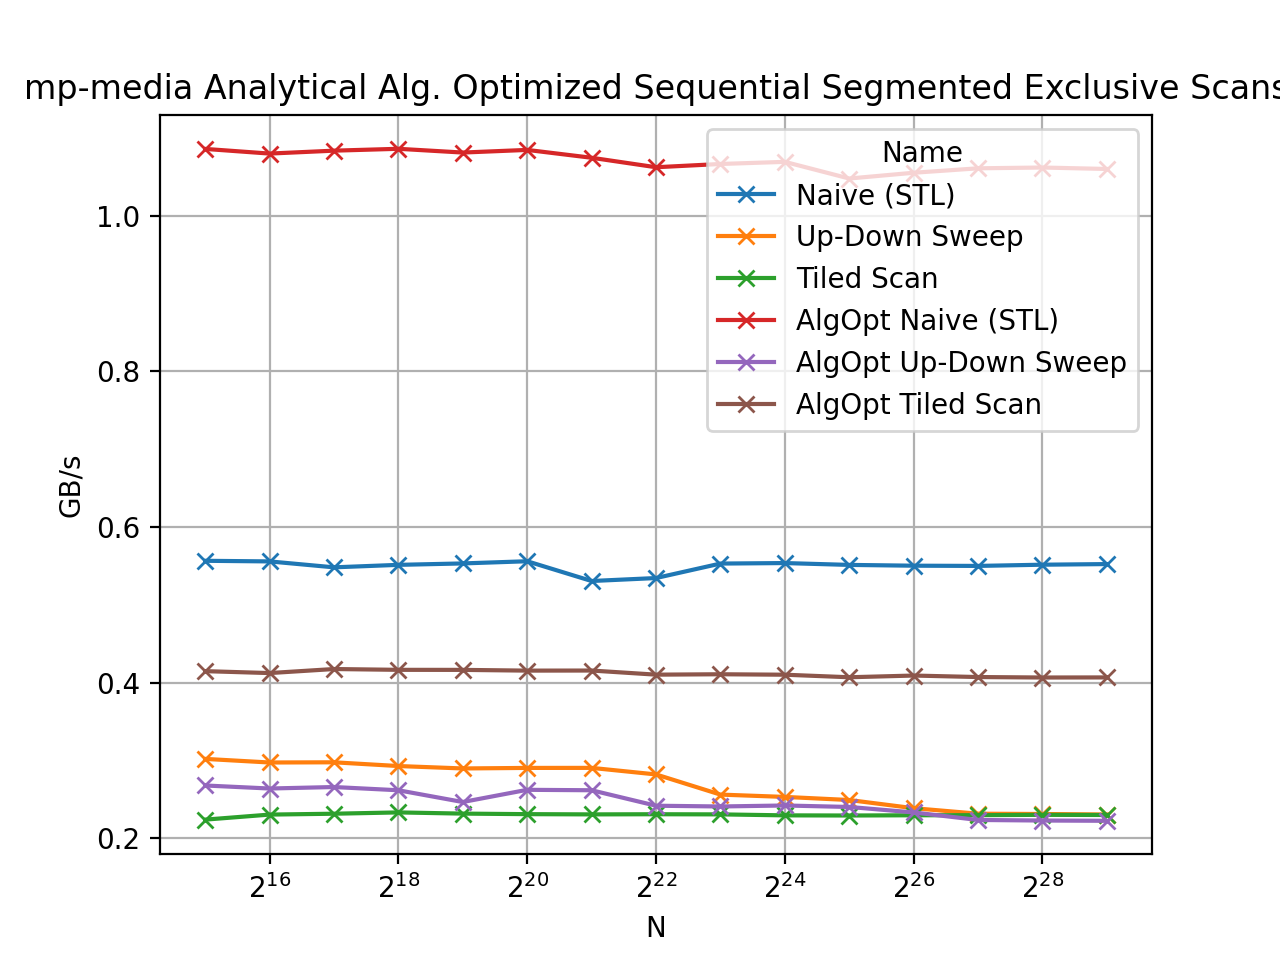 mp-media Analytical Alg. Optimized Sequential Segmented Exclusive Scans
Name
Naive (STL)
Up-Down Sweep
Tiled Scan
AlgOpt Naive (STL)
AlgOpt Up-Down Sweep
AlgOpt Tiled Scan
GB/s
1.0
0.8
0.6
0.4
0.2
2^16 2^18 2^20 2^22 2^24 2^26 2^28
N